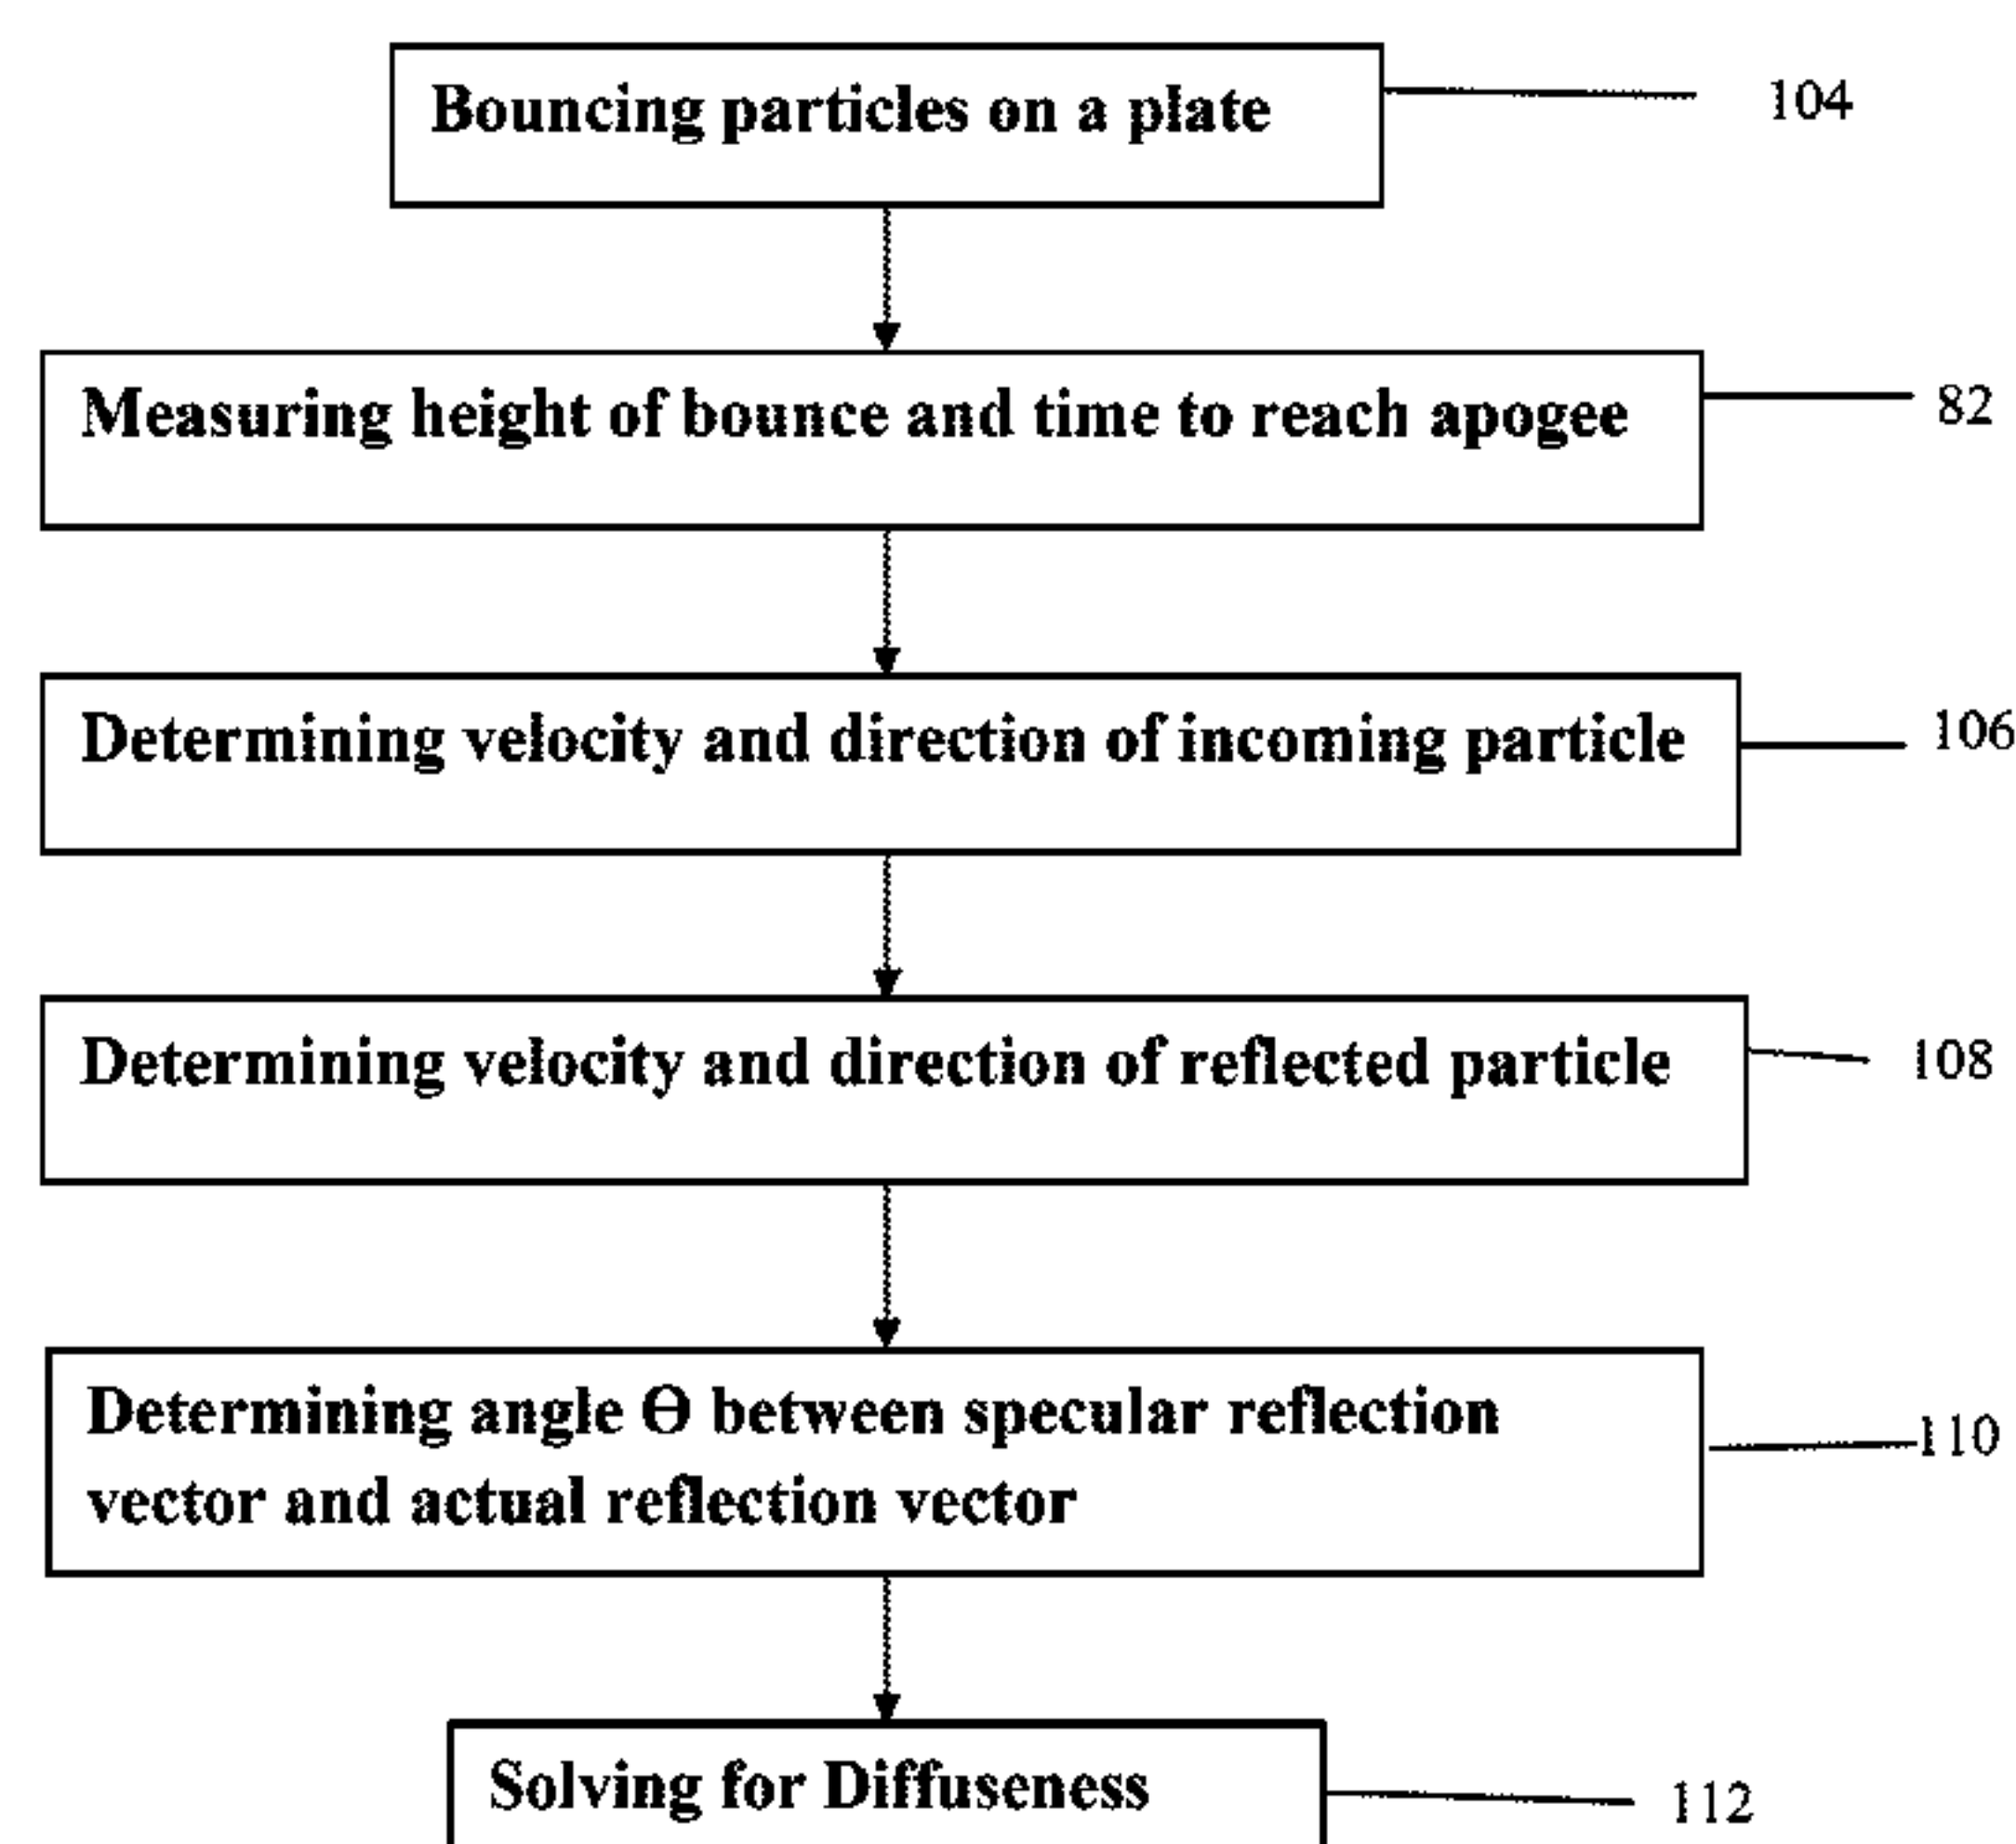 Bouncing particles on a plate
104
Measuring height of bounce and time to reach apogee
82
Determining velocity and direction of incoming particle
106
Determining velocity and direction of reflected particle
108
Determining angle Θ between specular reflection
vector and actual reflection vector
110
Solving for Diffuseness
112